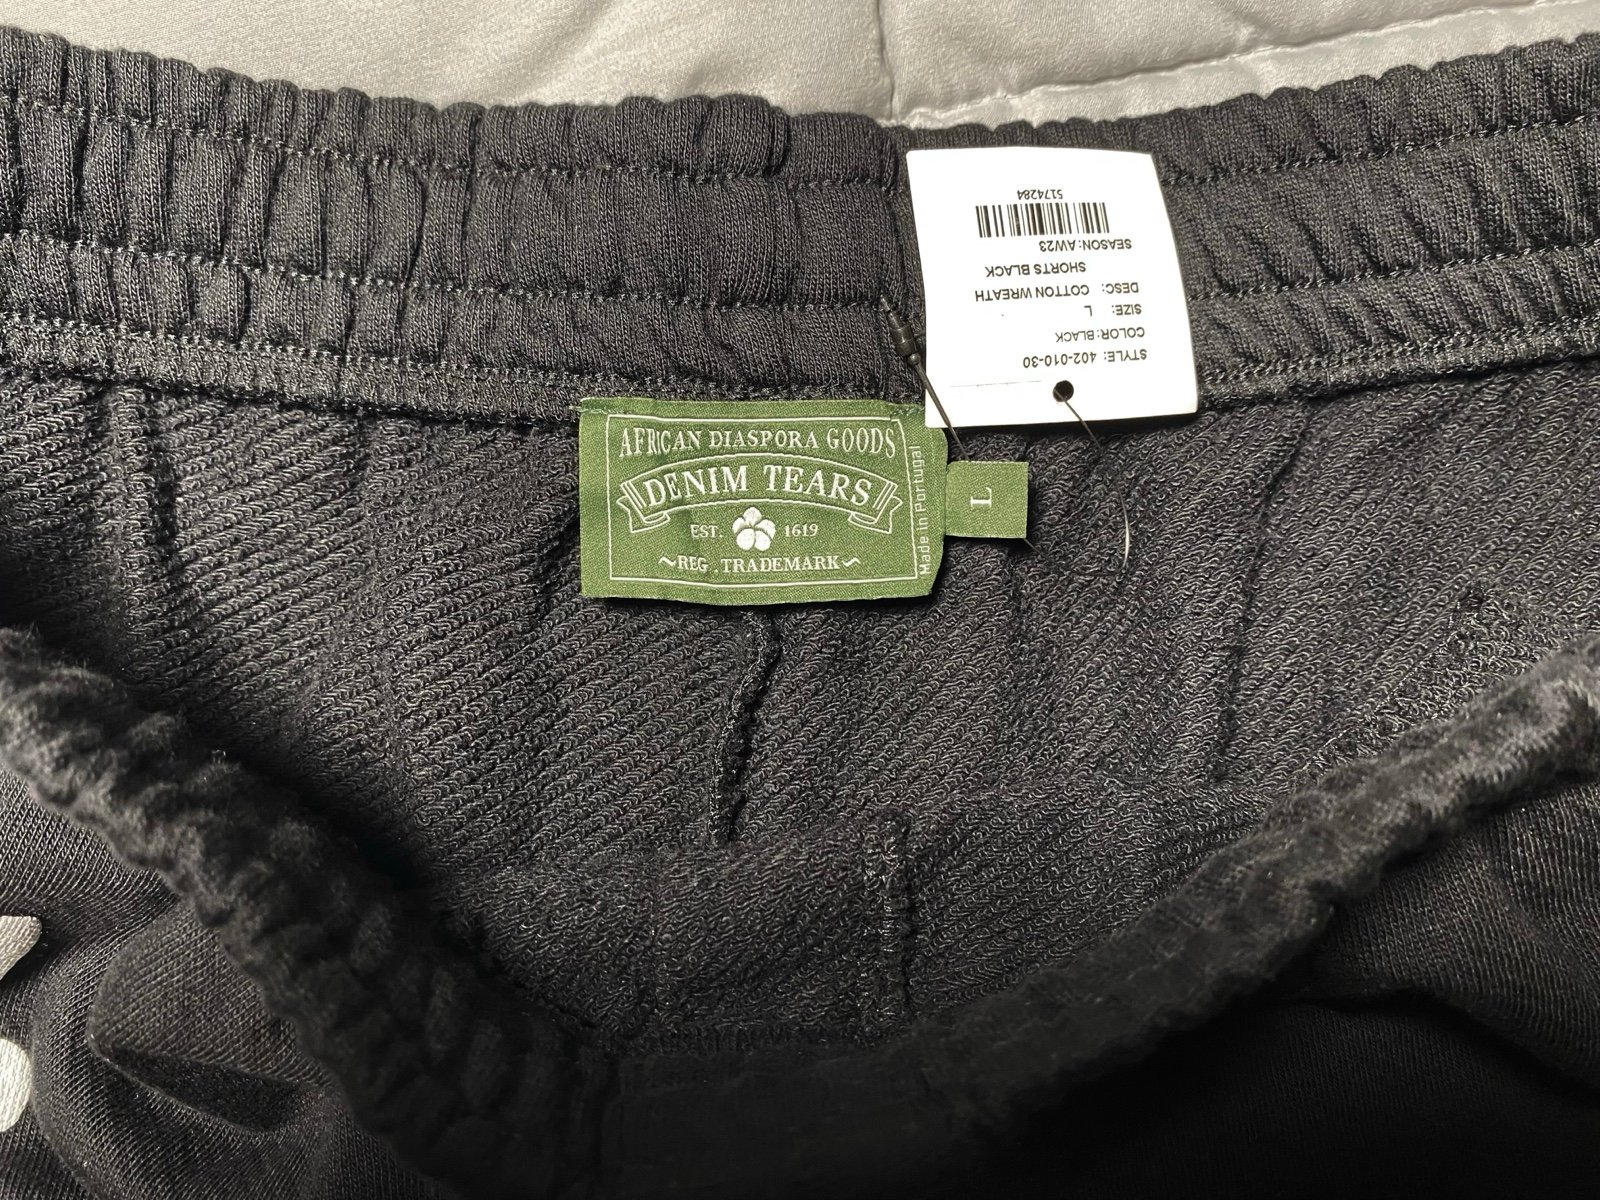 AFRICAN DIASPORA GOODS
DENIM TEARS
EST. 1619
~REG .TRADEMARK~
Made in Portugal
L
STYLE: 402-010-30
COLOR: BLACK
SIZE: L
DESC: COTTON WREATH
SHORTS BLACK
SEASON: AW23
5174284